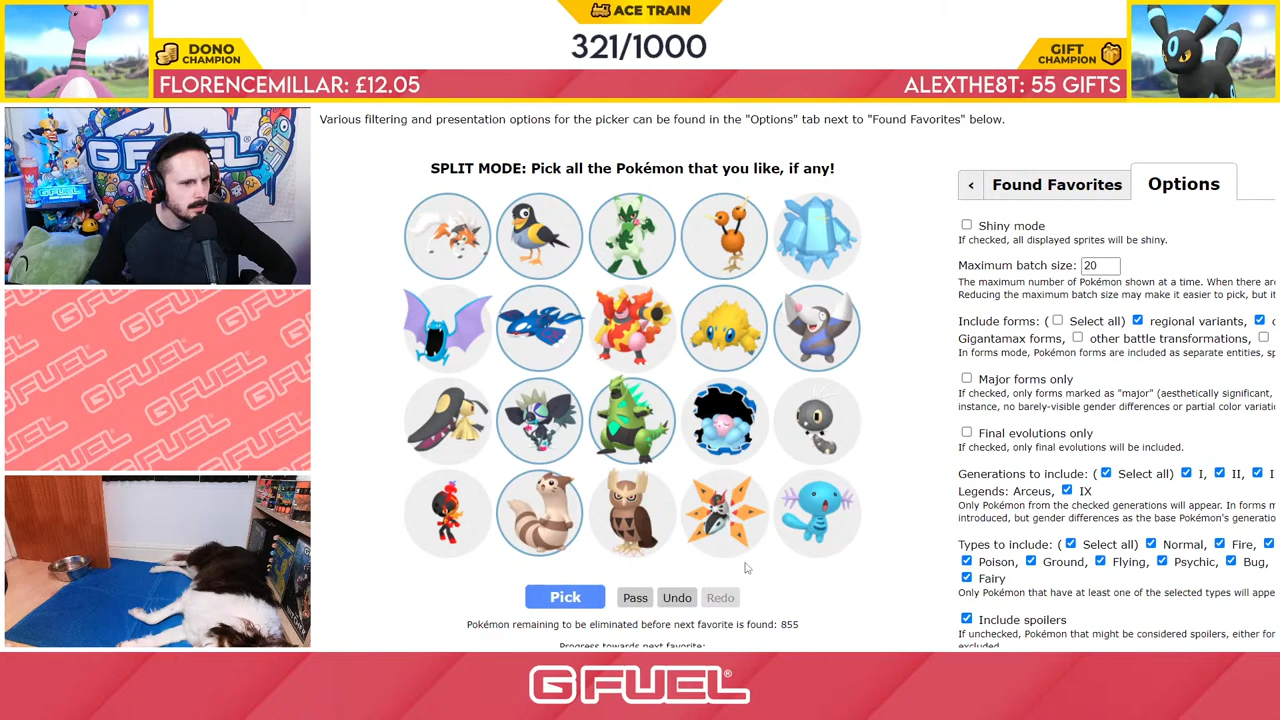 ACE TRAIN
321/1000
DONO
CHAMPION
GIFT
CHAMPION
FLORENCEMILLAR: £12.05
ALEXTHE8T: 55 GIFTS
Various filtering and presentation options for the picker can be found in the "Options" tab next to "Found Favorites" below.
SPLIT MODE: Pick all the Pokémon that you like, if any!
‹ Found Favorites Options
Shiny mode
If checked, all displayed sprites will be shiny.
Maximum batch size: 20
The maximum number of Pokémon shown at a time. When there are
Reducing the maximum batch size may make it easier to pick, but it
Include forms: ( Select all) regional variants,
Gigantamax forms, other battle transformations,
In forms mode, Pokémon forms are included as separate entities, sp
Major forms only
If checked, only forms marked as "major" (aesthetically significant,
instance, no barely-visible gender differences or partial color variati
Final evolutions only
If checked, only final evolutions will be included.
Generations to include: ( Select all) I, II, I
Legends: Arceus, IX
Only Pokémon from the checked generations will appear. In forms m
introduced, but gender differences as the base Pokémon's generatio
Types to include: ( Select all) Normal, Fire,
Poison, Ground, Flying, Psychic, Bug,
Fairy
Only Pokémon that have at least one of the selected types will appe
Include spoilers
If unchecked, Pokémon that might be considered spoilers, either for
excluded.
Pick Pass Undo Redo
Pokémon remaining to be eliminated before next favorite is found: 855
Progress towards next favorite:
G FUEL
G FUEL®